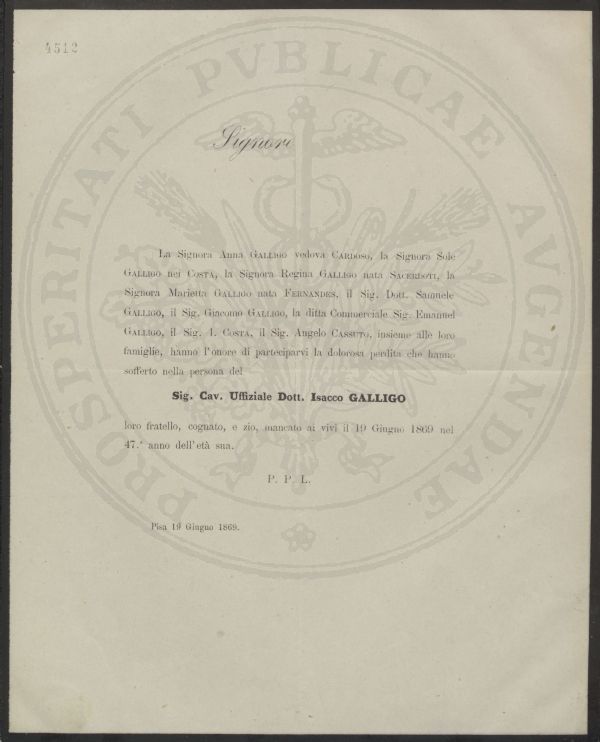 4512
PROSPERITATI PVBLICAE AVGENDAE
Signore
La Signora Anna GALLIGO vedova CARDOSO, la Signora Sole
GALLIGO nei COSTA, la Signora Regina GALLIGO nata SACERDOTI, la
Signora Marietta GALLIGO nata FERNANDES, il Sig. Dott. Samuele
GALLIGO, il Sig. Giacomo GALLIGO, la ditta Commerciale Sig. Emanuel
GALLIGO, il Sig. I. COSTA, il Sig. Angelo CASSUTO, insieme alle loro
famiglie, hanno l'onore di parteciparvi la dolorosa perdita che hanno
sofferto nella persona del
Sig. Cav. Uffiziale Dott. Isacco GALLIGO
loro fratello, cognato, e zio, mancato ai vivi il 19 Giugno 1869 nel
47.° anno dell'età sua.
P. P. L.
Pisa 19 Giugno 1869.